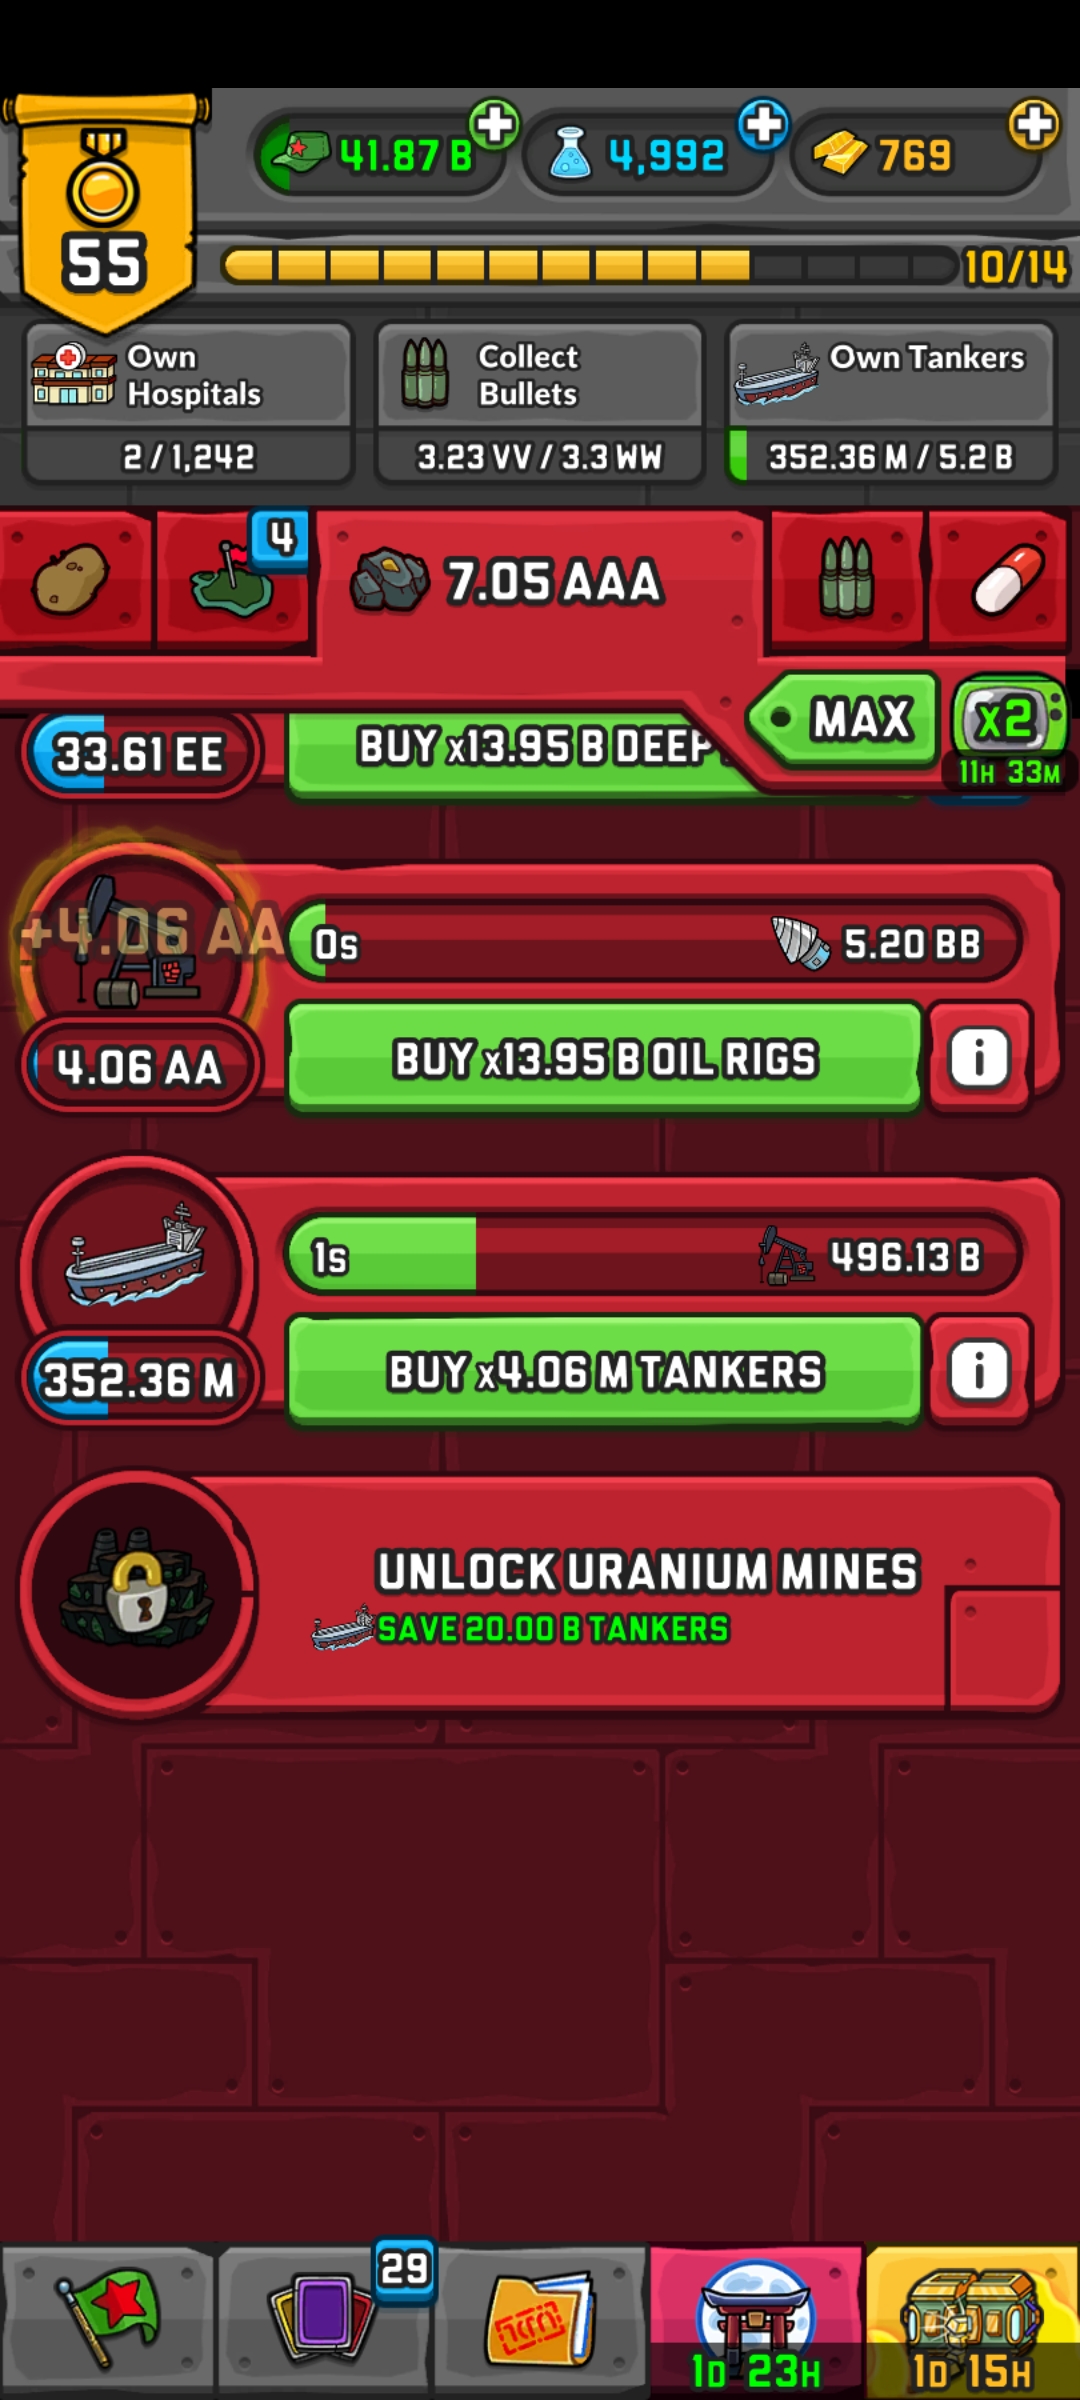 41.87 B
4,992
769
55
10/14
Own
Hospitals
2 / 1,242
Collect
Bullets
3.23 VV / 3.3 WW
Own Tankers
352.36 M / 5.2 B
4
7.05 AAA
MAX
x2
11H 33M
33.61 EE
BUY x13.95 B DEEP
+4.06 AA
0s
5.20 BB
4.06 AA
BUY x13.95 B OIL RIGS
i
1s
496.13 B
352.36 M
BUY x4.06 M TANKERS
i
UNLOCK URANIUM MINES
SAVE 20.00 B TANKERS
29
1D 23H
1D 15H